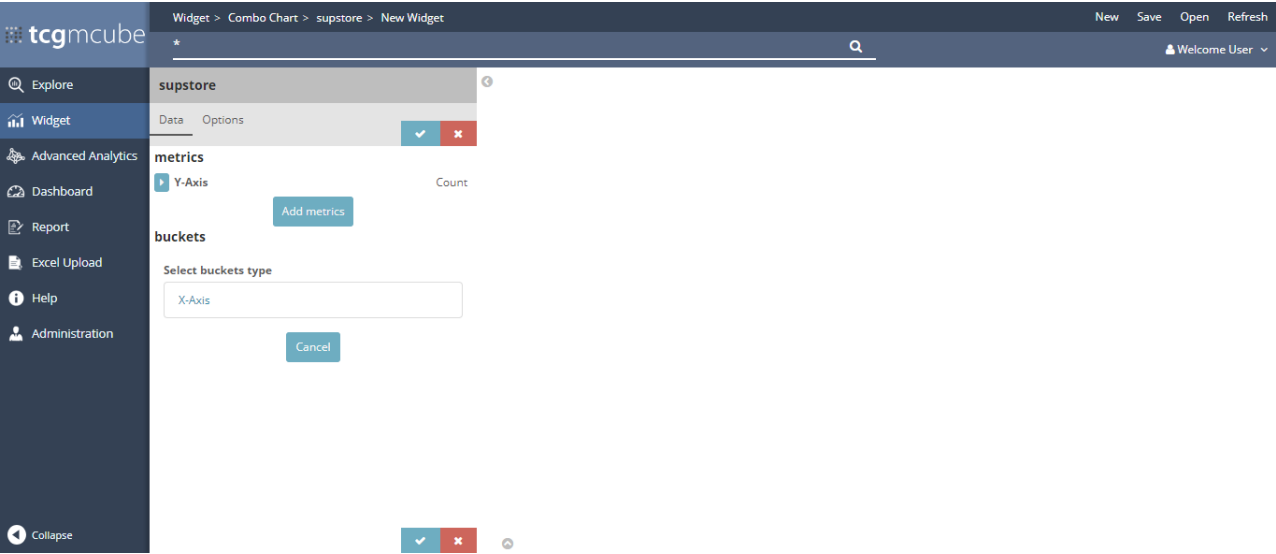 tcgmcube
Widget > Combo Chart > supstore > New Widget
New Save Open Refresh
*
Welcome User
Explore
Widget
Advanced Analytics
Dashboard
Report
Excel Upload
Help
Administration
Collapse
supstore
Data Options
metrics
Y-Axis Count
Add metrics
buckets
Select buckets type
X-Axis
Cancel